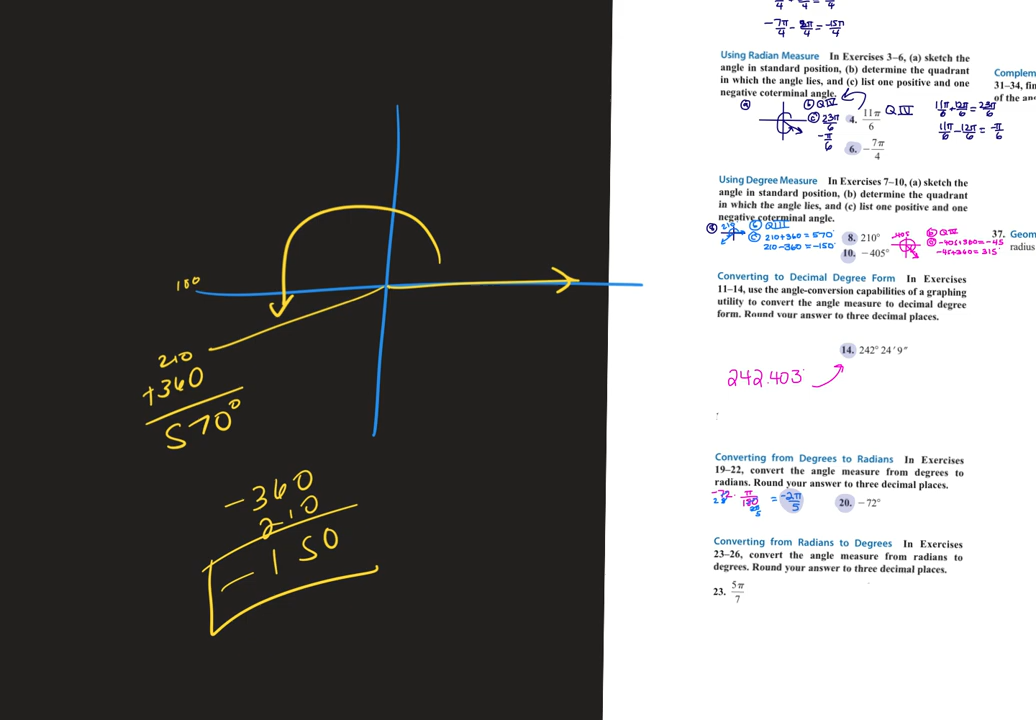 180
210
+360
570°
-360
210
-150
-7π/4 - 8π/4 = -15π/4
Using Radian Measure In Exercises 3–6, (a) sketch the
angle in standard position, (b) determine the quadrant
in which the angle lies, and (c) list one positive and one
negative coterminal angle.
(a)
(b) QIV
(c) 23π/6
-π/6
4. 11π/6 QIV
11π/6 + 12π/6 = 23π/6
11π/6 - 12π/6 = -π/6
6. -7π/4
Using Degree Measure In Exercises 7–10, (a) sketch the
angle in standard position, (b) determine the quadrant
in which the angle lies, and (c) list one positive and one
negative coterminal angle.
(a) 210 (b) QIII
(c) 210+360=570°
210-360=-150°
8. 210°
10. −405°
-405 (b) QIV
(c) -405+360=-45
-45+360=315°
Converting to Decimal Degree Form In Exercises
11–14, use the angle-conversion capabilities of a graphing
utility to convert the angle measure to decimal degree
form. Round your answer to three decimal places.
14. 242° 24′ 9″
242.403°
Converting from Degrees to Radians In Exercises
19–22, convert the angle measure from degrees to
radians. Round your answer to three decimal places.
-72 · π/180 = -2π/5
20. −72°
Converting from Radians to Degrees In Exercises
23–26, convert the angle measure from radians to
degrees. Round your answer to three decimal places.
23. 5π/7
Complem
31–34, fin
of the an
37. Geom
radius